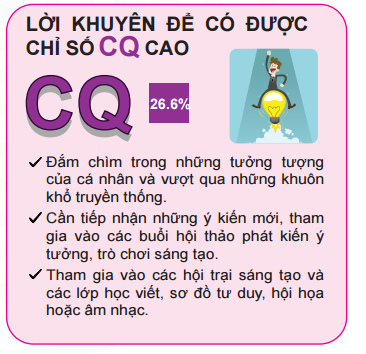 LỜI KHUYÊN ĐỂ CÓ ĐƯỢC
CHỈ SỐ CQ CAO
CQ 26.6%
✓ Đắm chìm trong những tưởng tượng
của cá nhân và vượt qua những khuôn
khổ truyền thống.
✓ Cần tiếp nhận những ý kiến mới, tham
gia vào các buổi hội thảo phát kiến ý
tưởng, trò chơi sáng tạo.
✓ Tham gia vào các hội trại sáng tạo và
các lớp học viết, sơ đồ tư duy, hội họa
hoặc âm nhạc.